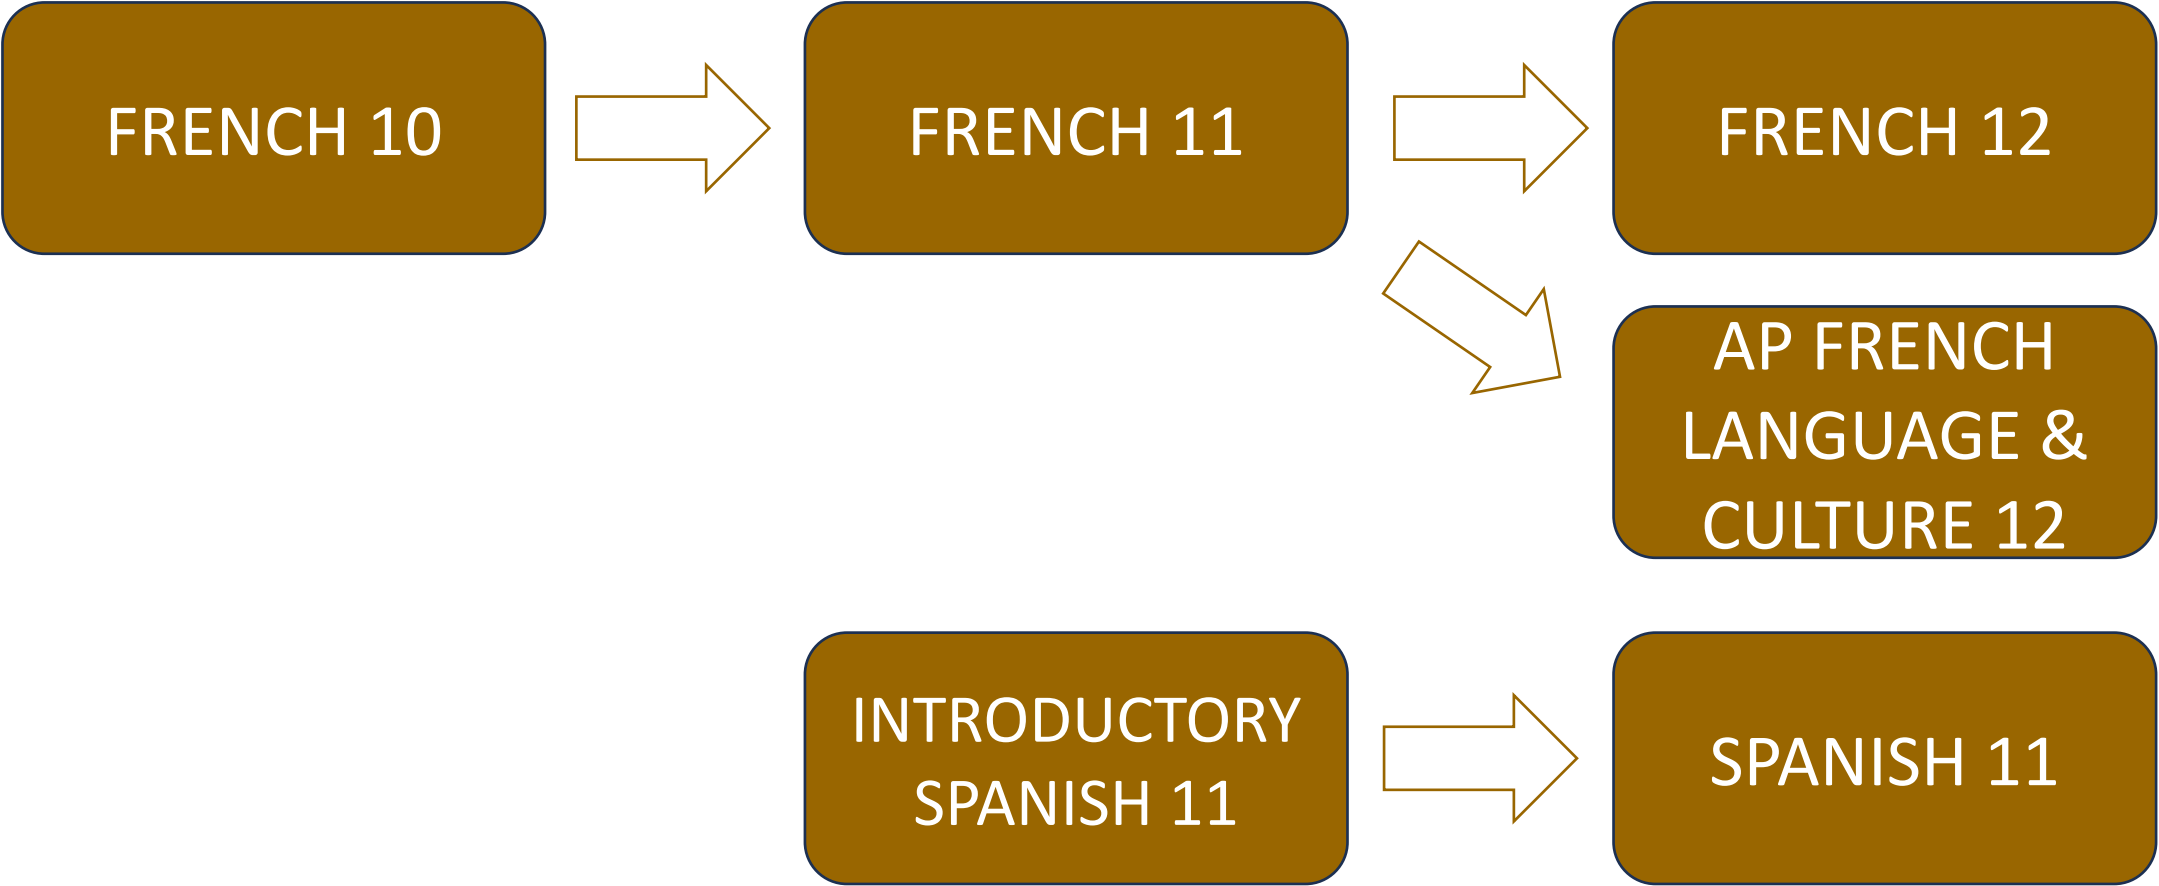 FRENCH 10
FRENCH 11
FRENCH 12
AP FRENCH
LANGUAGE &
CULTURE 12
INTRODUCTORY
SPANISH 11
SPANISH 11